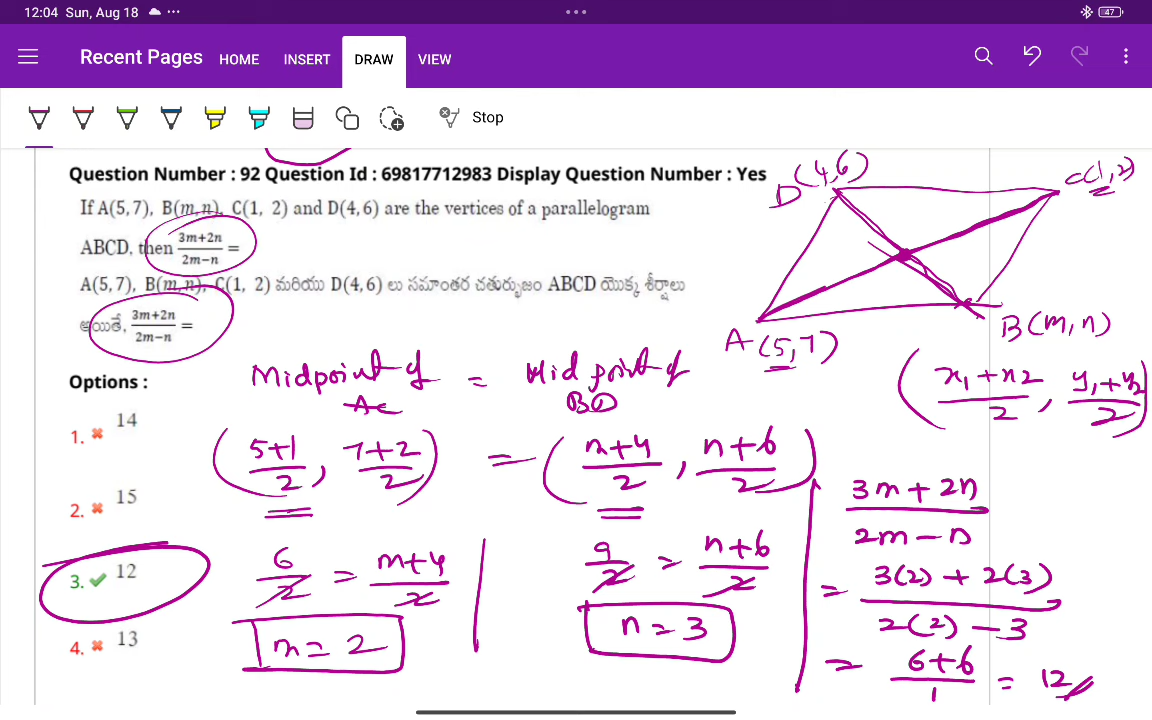 12:04 Sun, Aug 18
47
Recent Pages HOME INSERT DRAW VIEW
Stop
Question Number : 92 Question Id : 69817712983 Display Question Number : Yes
If A(5,7), B(m,n), C(1, 2) and D(4,6) are the vertices of a parallelogram
ABCD, then (3m+2n)/(2m−n) =
A(5,7), B(m,n), C(1, 2) మరియు D(4,6) లు సమాంతర చతుర్భుజం ABCD యొక్క శీర్షాలు
అయితే, (3m+2n)/(2m−n) =
Options :
1. ✖ 14
2. ✖ 15
3. ✔ 12
4. ✖ 13
D(4,6)
C(1,2)
A(5,7)
B(m,n)
((x₁+x₂)/2, (y₁+y₂)/2)
Midpoint of AC = Midpoint of BD
((5+1)/2, (7+2)/2) = ((m+4)/2, (n+6)/2)
6/2 = (m+4)/2
m = 2
9/2 = (n+6)/2
n = 3
(3m+2n)/(2m−n)
= (3(2)+2(3))/(2(2)−3)
= (6+6)/1 = 12